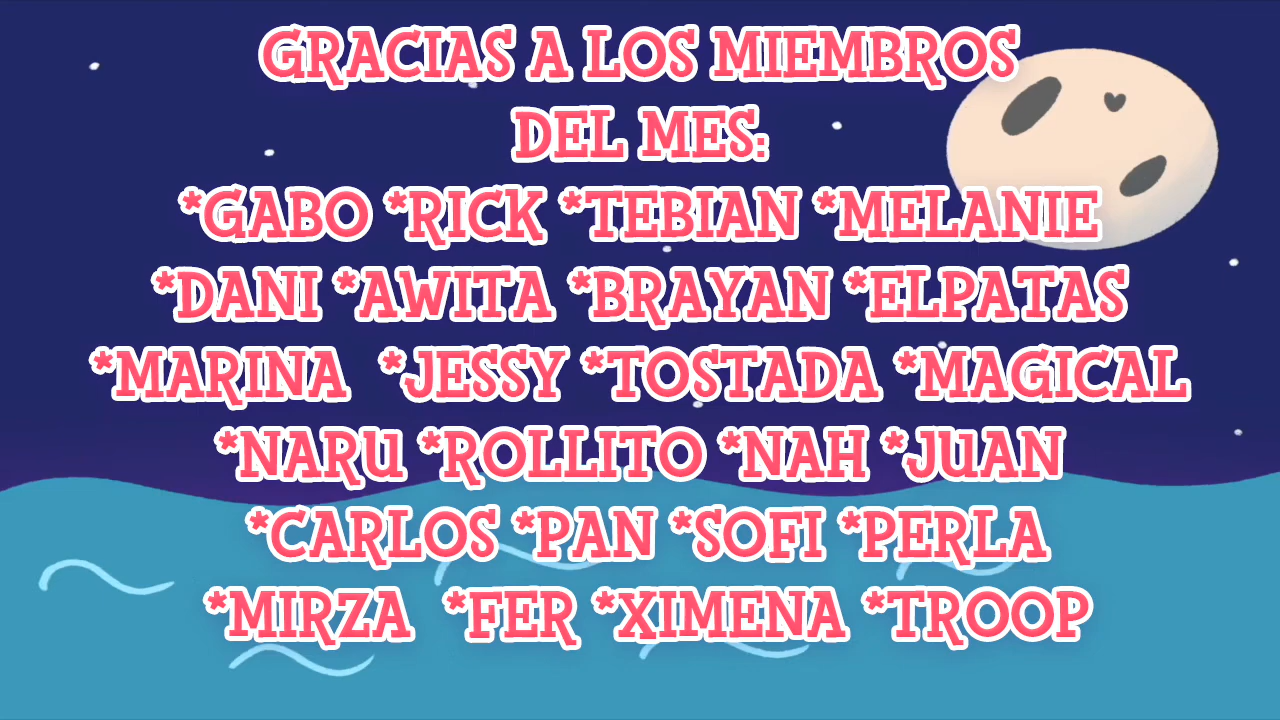 GRACIAS A LOS MIEMBROS
DEL MES:
*GABO *RICK *TEBIAN *MELANIE
*DANI *AWITA *BRAYAN *ELPATAS
*MARINA *JESSY *TOSTADA *MAGICAL
*NARU *ROLLITO *NAH *JUAN
*CARLOS *PAN *SOFI *PERLA
*MIRZA *FER *XIMENA *TROOP